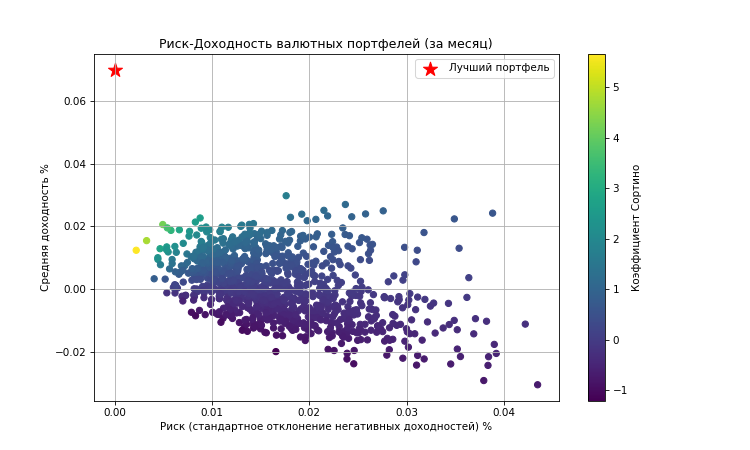 Риск-Доходность валютных портфелей (за месяц)
Лучший портфель
Средняя доходность %
0.06
0.04
0.02
0.00
−0.02
0.00 0.01 0.02 0.03 0.04
Риск (стандартное отклонение негативных доходностей) %
5
4
3
2
1
0
−1
Коэффициент Сортино